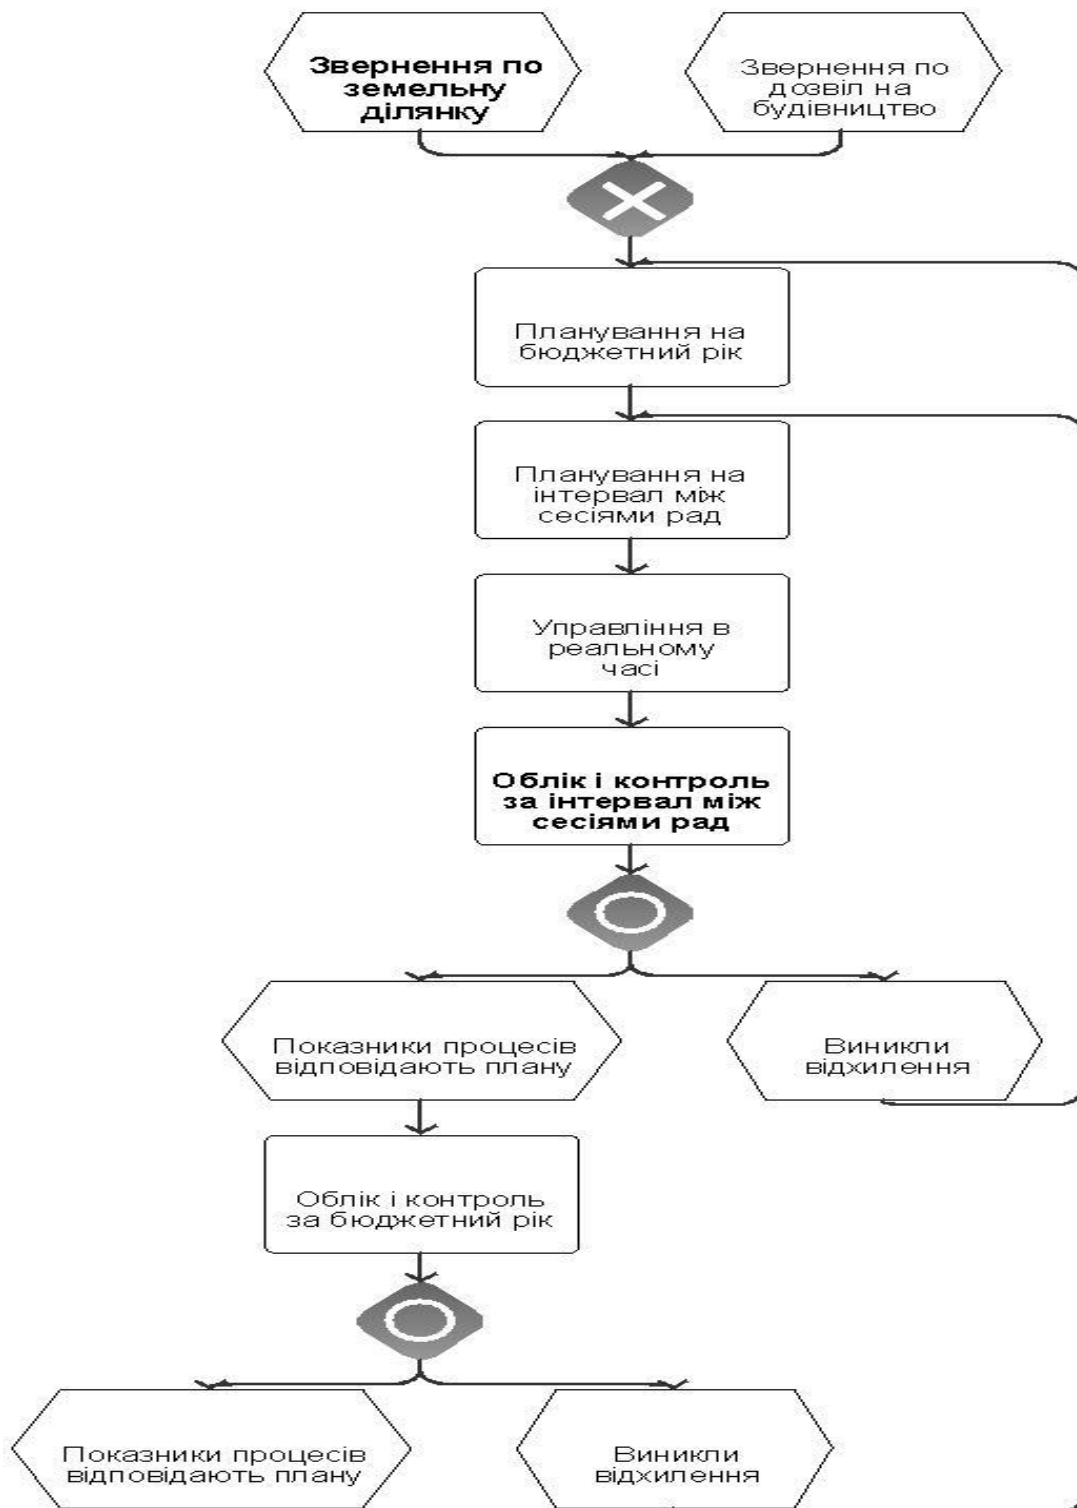 Звернення по
земельну
ділянку
Звернення по
дозвіл на
будівництво
Планування на
бюджетний рік
Планування на
інтервал між
сесіями рад
Управління в
реальному
часі
Облік і контроль
за інтервал між
сесіями рад
Показники процесів
відповідають плану
Виникли
відхилення
Облік і контроль
за бюджетний рік
Показники процесів
відповідають плану
Виникли
відхилення